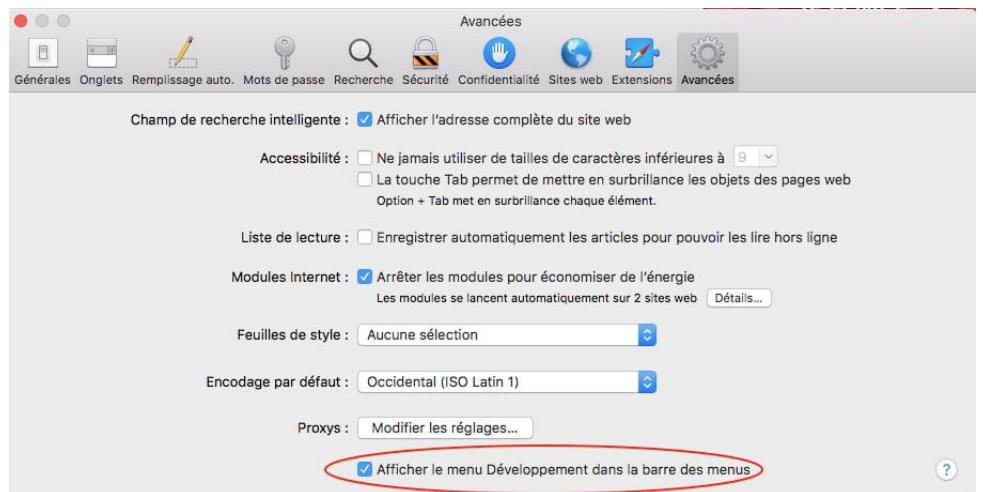 Avancées
Générales Onglets Remplissage auto. Mots de passe Recherche Sécurité Confidentialité Sites web Extensions Avancées
Champ de recherche intelligente : Afficher l'adresse complète du site web
Accessibilité : Ne jamais utiliser de tailles de caractères inférieures à 9
La touche Tab permet de mettre en surbrillance les objets des pages web
Option + Tab met en surbrillance chaque élément.
Liste de lecture : Enregistrer automatiquement les articles pour pouvoir les lire hors ligne
Modules Internet : Arrêter les modules pour économiser de l'énergie
Les modules se lancent automatiquement sur 2 sites web Détails...
Feuilles de style : Aucune sélection
Encodage par défaut : Occidental (ISO Latin 1)
Proxys : Modifier les réglages...
Afficher le menu Développement dans la barre des menus ?